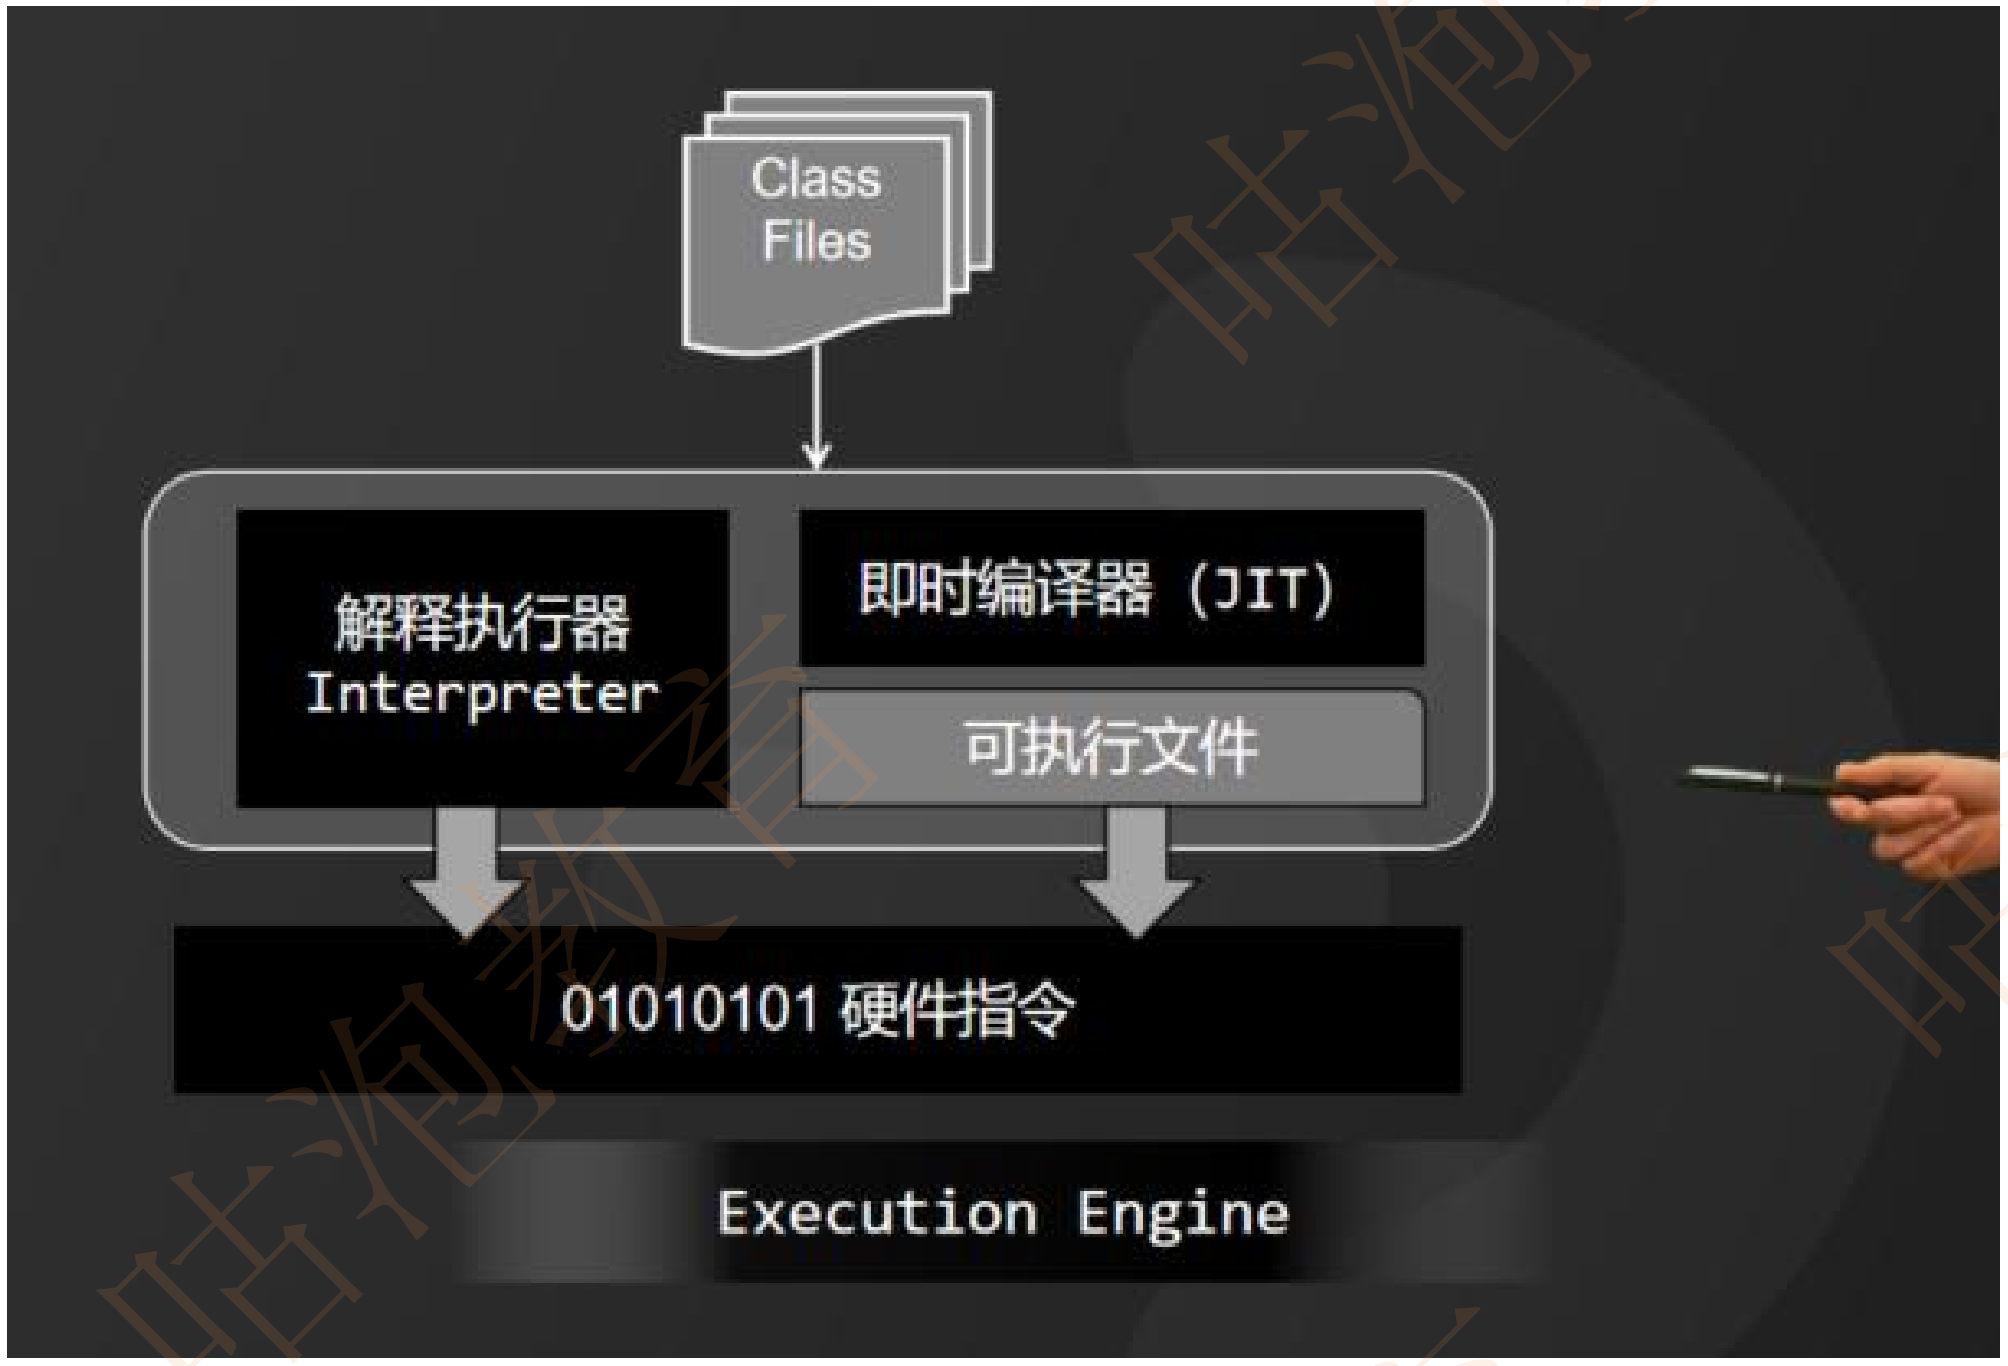 Class
Files
解释执行器
Interpreter
即时编译器 (JIT)
可执行文件
01010101 硬件指令
Execution Engine
咕泡教育
咕泡
咕